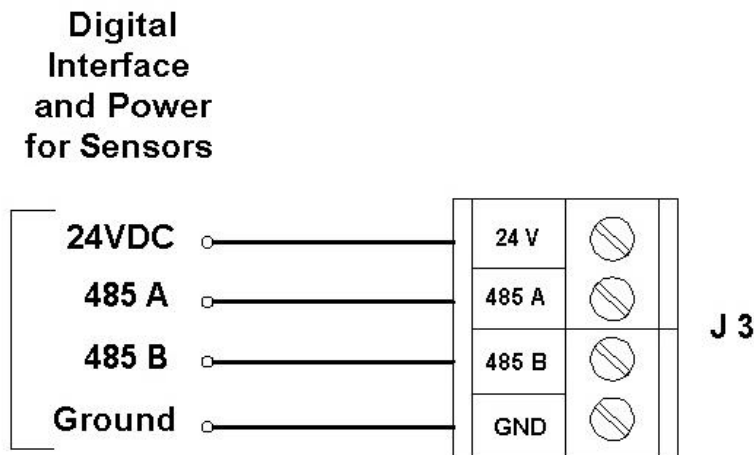 Digital
Interface
and Power
for Sensors
24VDC
24 V
485 A
485 A
J 3
485 B
485 B
Ground
GND